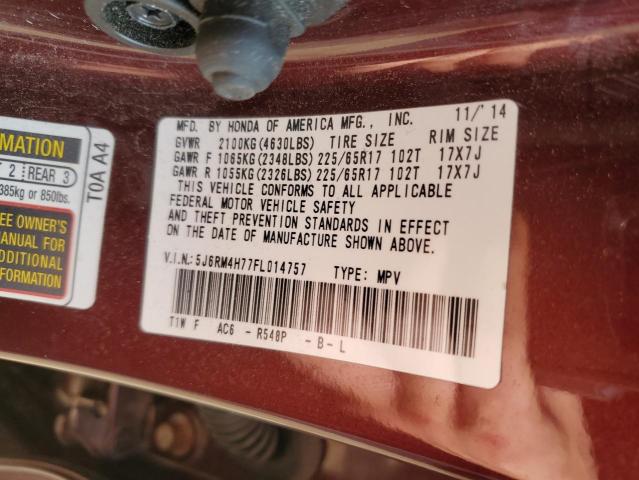 MATION
2 REAR 3
385kg or 850lbs.
EE OWNER'S
ANUAL FOR
ADDITIONAL
FORMATION
T0A A4
MFD. BY HONDA OF AMERICA MFG., INC. 11/'14
GVWR 2100KG(4630LBS) TIRE SIZE RIM SIZE
GAWR F 1065KG(2348LBS)225/65R17 102T 17X7J
GAWR R 1055KG(2326LBS)225/65R17 102T 17X7J
THIS VEHICLE CONFORMS TO ALL APPLICABLE
FEDERAL MOTOR VEHICLE SAFETY
AND THEFT PREVENTION STANDARDS IN EFFECT
ON THE DATE OF MANUFACTURE SHOWN ABOVE.
V.I.N.: 5J6RM4H77FL014757 TYPE: MPV
T1W F AC6 - R548P - B - L